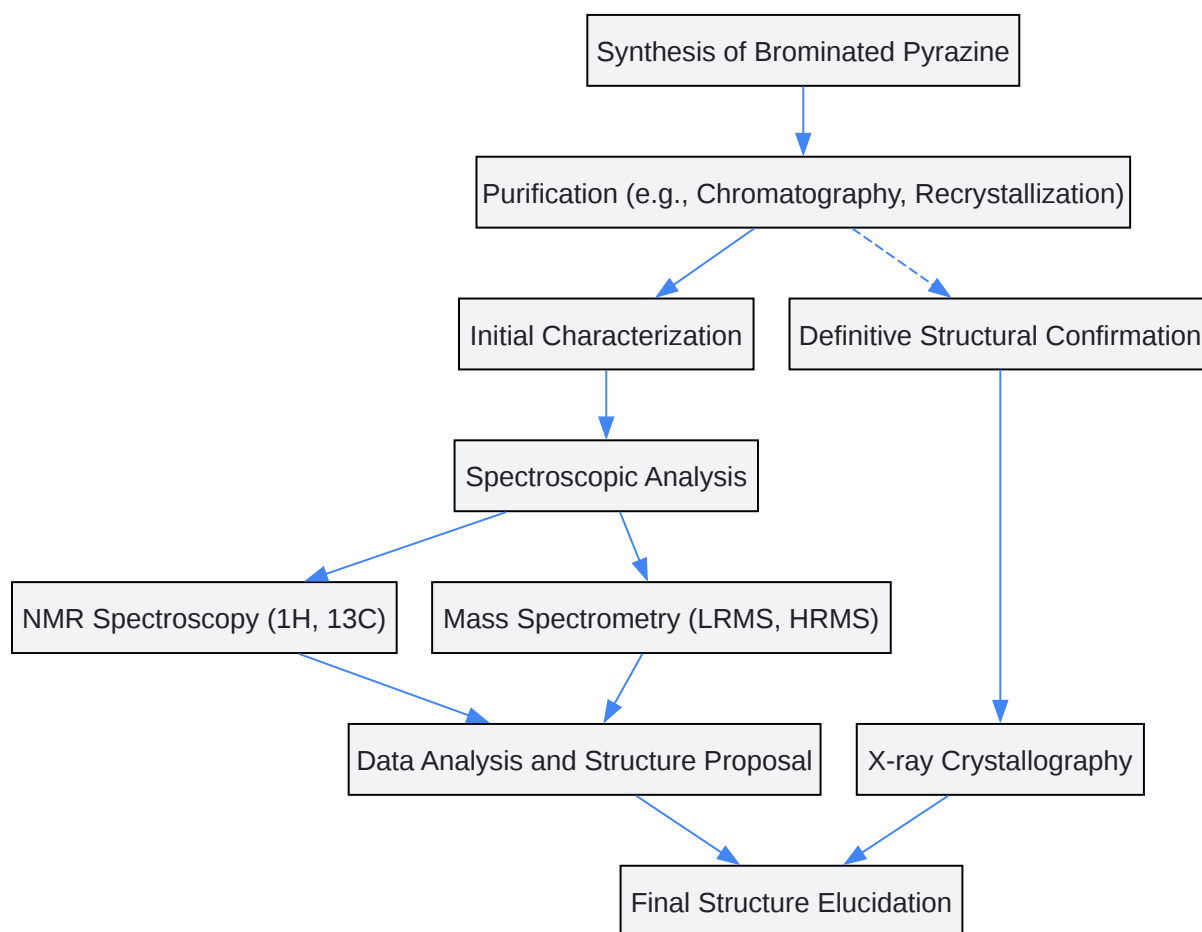 Synthesis of Brominated Pyrazine
Purification (e.g., Chromatography, Recrystallization)
Initial Characterization
Definitive Structural Confirmation
Spectroscopic Analysis
NMR Spectroscopy (1H, 13C)
Mass Spectrometry (LRMS, HRMS)
Data Analysis and Structure Proposal
X-ray Crystallography
Final Structure Elucidation